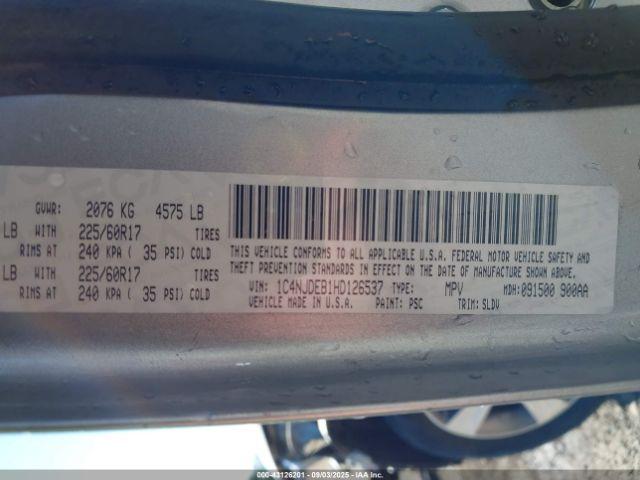 GVWR: 2076 KG 4575 LB
LB WITH 225/60R17 TIRES
RIMS AT 240 KPA ( 35 PSI) COLD
LB WITH 225/60R17 TIRES
RIMS AT 240 KPA ( 35 PSI) COLD
THIS VEHICLE CONFORMS TO ALL APPLICABLE U.S.A. FEDERAL MOTOR VEHICLE SAFETY AND
THEFT PREVENTION STANDARDS IN EFFECT ON THE DATE OF MANUFACTURE SHOWN ABOVE.
VIN: 1C4NJDEB1HD126537 TYPE: MPV MDH: 091500 900AA
VEHICLE MADE IN U.S.A. PAINT: PSC TRIM: SLDV
000-43126201 - 09/03/2025 - IAAI.CA